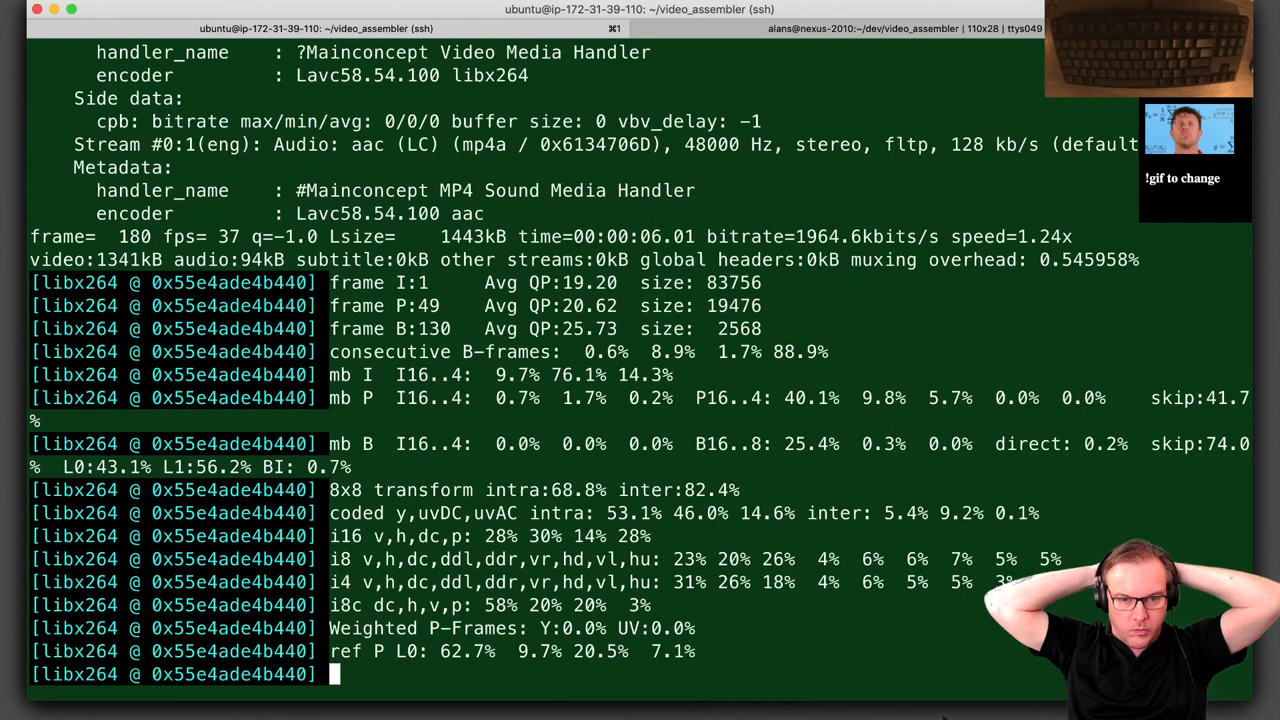 ubuntu@ip-172-31-39-110: ~/video_assembler (ssh)
ubuntu@ip-172-31-39-110: ~/video_assembler (ssh) ⌘1 alans@nexus-2010:~/dev/video_assembler | 110x28 | ttys049
handler_name : ?Mainconcept Video Media Handler
encoder : Lavc58.54.100 libx264
Side data:
cpb: bitrate max/min/avg: 0/0/0 buffer size: 0 vbv_delay: -1
Stream #0:1(eng): Audio: aac (LC) (mp4a / 0x6134706D), 48000 Hz, stereo, fltp, 128 kb/s (default
Metadata:
handler_name : #Mainconcept MP4 Sound Media Handler
encoder : Lavc58.54.100 aac
frame= 180 fps= 37 q=-1.0 Lsize= 1443kB time=00:00:06.01 bitrate=1964.6kbits/s speed=1.24x
video:1341kB audio:94kB subtitle:0kB other streams:0kB global headers:0kB muxing overhead: 0.545958%
[libx264 @ 0x55e4ade4b440] frame I:1 Avg QP:19.20 size: 83756
[libx264 @ 0x55e4ade4b440] frame P:49 Avg QP:20.62 size: 19476
[libx264 @ 0x55e4ade4b440] frame B:130 Avg QP:25.73 size: 2568
[libx264 @ 0x55e4ade4b440] consecutive B-frames: 0.6% 8.9% 1.7% 88.9%
[libx264 @ 0x55e4ade4b440] mb I I16..4: 9.7% 76.1% 14.3%
[libx264 @ 0x55e4ade4b440] mb P I16..4: 0.7% 1.7% 0.2% P16..4: 40.1% 9.8% 5.7% 0.0% 0.0% skip:41.7
%
[libx264 @ 0x55e4ade4b440] mb B I16..4: 0.0% 0.0% 0.0% B16..8: 25.4% 0.3% 0.0% direct: 0.2% skip:74.0
% L0:43.1% L1:56.2% BI: 0.7%
[libx264 @ 0x55e4ade4b440] 8x8 transform intra:68.8% inter:82.4%
[libx264 @ 0x55e4ade4b440] coded y,uvDC,uvAC intra: 53.1% 46.0% 14.6% inter: 5.4% 9.2% 0.1%
[libx264 @ 0x55e4ade4b440] i16 v,h,dc,p: 28% 30% 14% 28%
[libx264 @ 0x55e4ade4b440] i8 v,h,dc,ddl,ddr,vr,hd,vl,hu: 23% 20% 26% 4% 6% 6% 7% 5% 5%
[libx264 @ 0x55e4ade4b440] i4 v,h,dc,ddl,ddr,vr,hd,vl,hu: 31% 26% 18% 4% 6% 5% 5% 3%
[libx264 @ 0x55e4ade4b440] i8c dc,h,v,p: 58% 20% 20% 3%
[libx264 @ 0x55e4ade4b440] Weighted P-Frames: Y:0.0% UV:0.0%
[libx264 @ 0x55e4ade4b440] ref P L0: 62.7% 9.7% 20.5% 7.1%
[libx264 @ 0x55e4ade4b440]
!gif to change